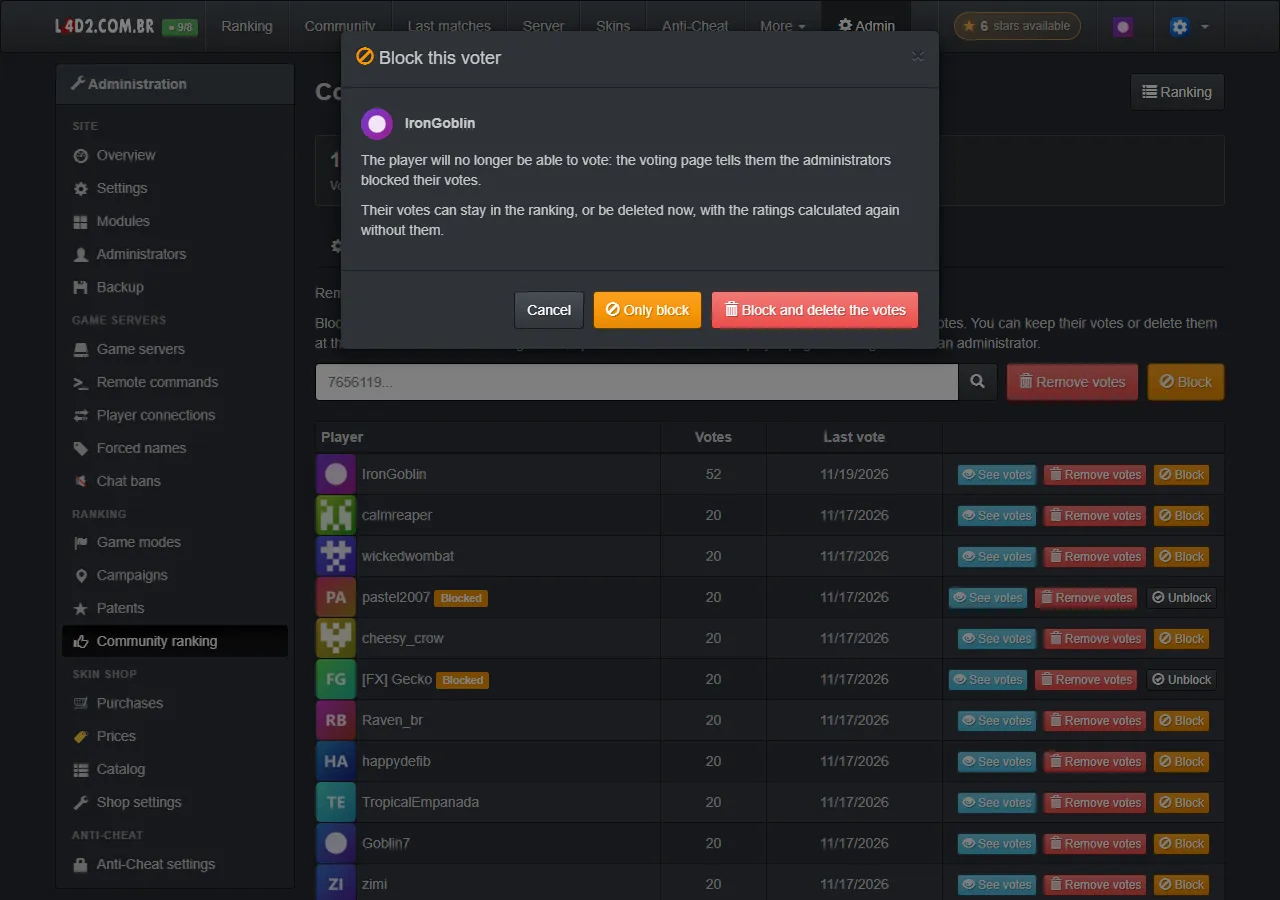 L4D2.COM.BR
9/8
Ranking
Community
Last matches
Server
Skins
Anti-Cheat
More
Admin
6 stars available
Block this voter
IronGoblin
The player will no longer be able to vote: the voting page tells them the administrators
blocked their votes.
Their votes can stay in the ranking, or be deleted now, with the ratings calculated again
without them.
Cancel
Only block
Block and delete the votes
Administration
SITE
Overview
Settings
Modules
Administrators
Backup
GAME SERVERS
Game servers
Remote commands
Player connections
Forced names
Chat bans
RANKING
Game modes
Campaigns
Patents
Community ranking
SKIN SHOP
Purchases
Prices
Catalog
Shop settings
ANTI-CHEAT
Anti-Cheat settings
Ranking
otes. You can keep their votes or delete them
an administrator.
7656119...
Remove votes
Block
Player Votes Last vote
IronGoblin 52 11/19/2026 See votes Remove votes Block
calmreaper 20 11/17/2026 See votes Remove votes Block
wickedwombat 20 11/17/2026 See votes Remove votes Block
PA pastel2007 Blocked 20 11/17/2026 See votes Remove votes Unblock
cheesy_crow 20 11/17/2026 See votes Remove votes Block
FG [FX] Gecko Blocked 20 11/17/2026 See votes Remove votes Unblock
RB Raven_br 20 11/17/2026 See votes Remove votes Block
HA happydefib 20 11/17/2026 See votes Remove votes Block
TE TropicalEmpanada 20 11/17/2026 See votes Remove votes Block
Goblin7 20 11/17/2026 See votes Remove votes Block
ZI zimi 20 11/17/2026 See votes Remove votes Block